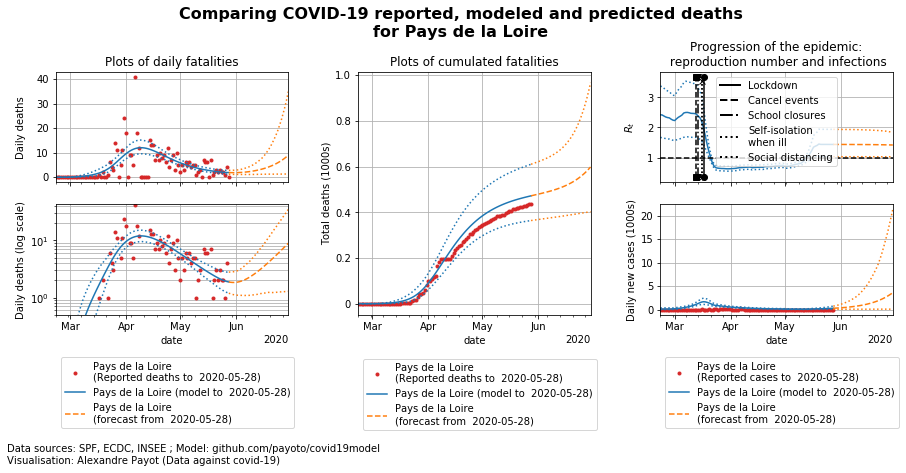 Comparing COVID-19 reported, modeled and predicted deaths
for Pays de la Loire
Plots of daily fatalities
Daily deaths
40
30
20
10
0
Daily deaths (log scale)
10¹
10⁰
Mar
Apr
May
Jun
date
2020
Pays de la Loire
(Reported deaths to 2020-05-28)
Pays de la Loire (model to 2020-05-28)
Pays de la Loire
(forecast from 2020-05-28)
Plots of cumulated fatalities
Total deaths (1000s)
1.0
0.8
0.6
0.4
0.2
0
Mar
Apr
May
Jun
date
2020
Pays de la Loire
(Reported deaths to 2020-05-28)
Pays de la Loire (model to 2020-05-28)
Pays de la Loire
(forecast from 2020-05-28)
Progression of the epidemic:
reproduction number and infections
Rt
3
2
1
Lockdown
Cancel events
School closures
Self-isolation
when ill
Social distancing
Daily new cases (1000s)
20
15
10
5
0
Mar
Apr
May
Jun
date
2020
Pays de la Loire
(Reported cases to 2020-05-28)
Pays de la Loire (model to 2020-05-28)
Pays de la Loire
(forecast from 2020-05-28)
Data sources: SPF, ECDC, INSEE ; Model: github.com/payoto/covid19model
Visualisation: Alexandre Payot (Data against covid-19)